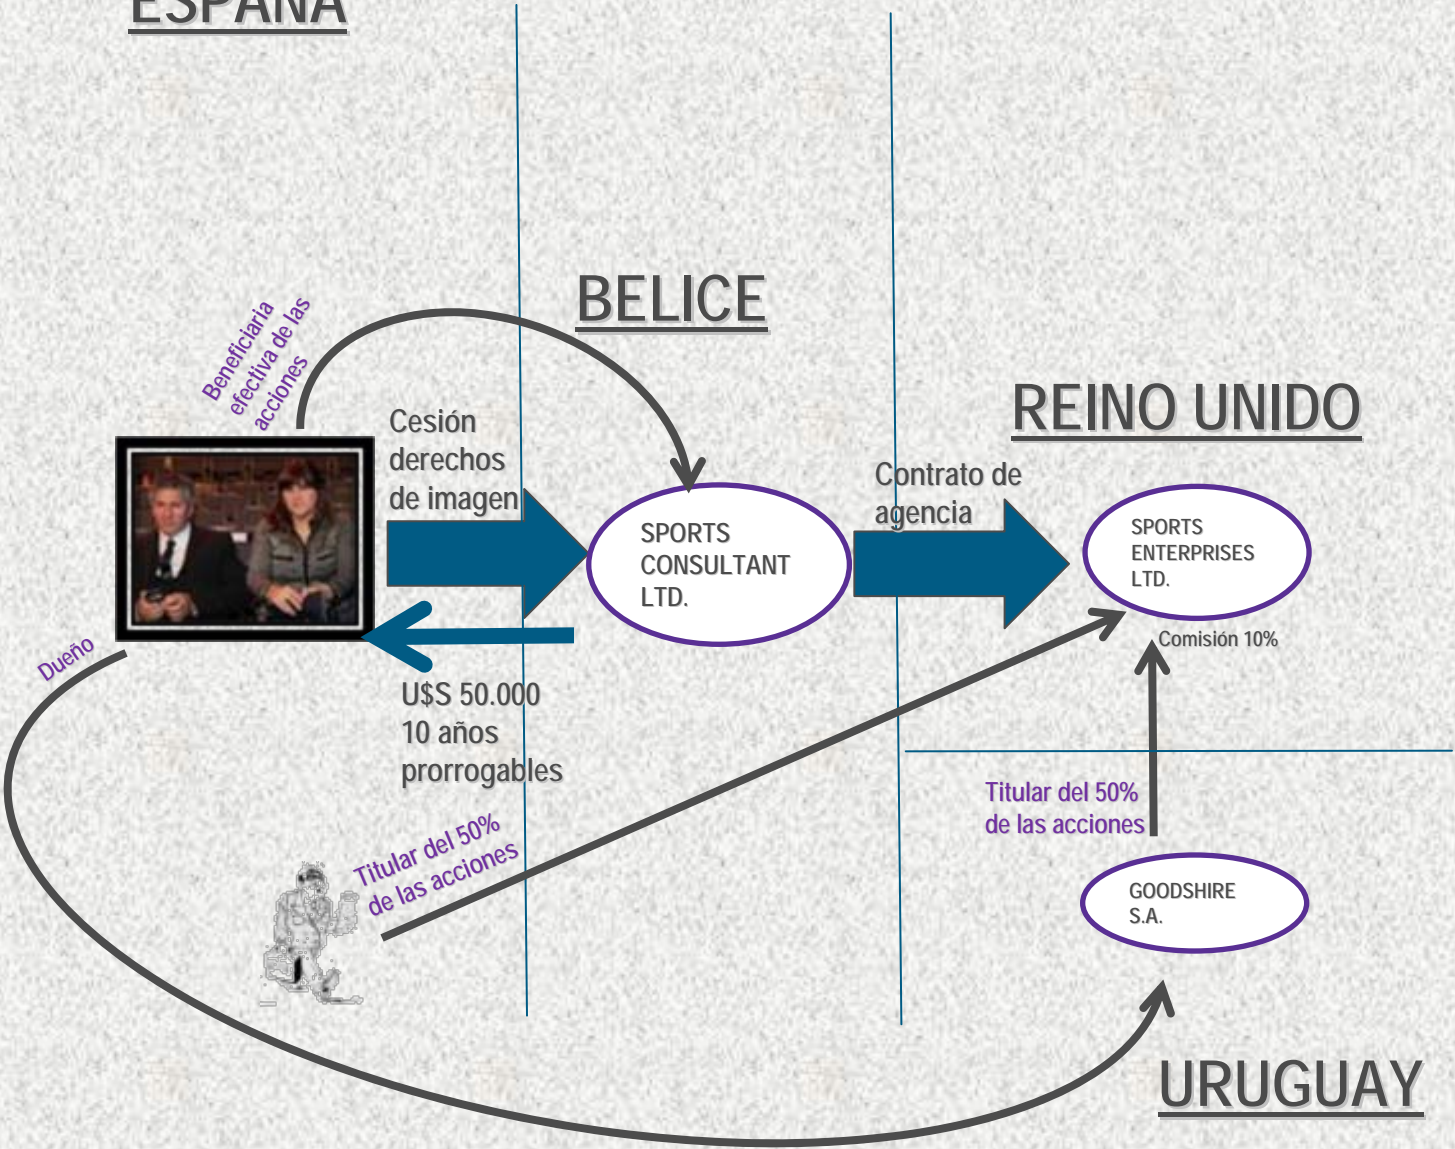 ESPAÑA
BELICE
REINO UNIDO
Beneficiaria
efectiva de las
acciones
Cesión
derechos
de imagen
Contrato de
agencia
SPORTS
CONSULTANT
LTD.
SPORTS
ENTERPRISES
LTD.
Comisión 10%
Dueño
U$S 50.000
10 años
prorrogables
Titular del 50%
de las acciones
Titular del 50%
de las acciones
GOODSHIRE
S.A.
URUGUAY